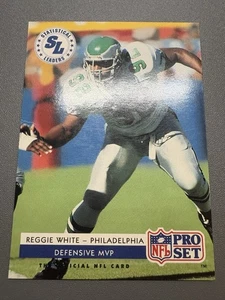 STATISTICAL
SL
LEADERS
REGGIE WHITE – PHILADELPHIA
DEFENSIVE MVP
OFFICIAL NFL CARD
NFL
PRO
SET